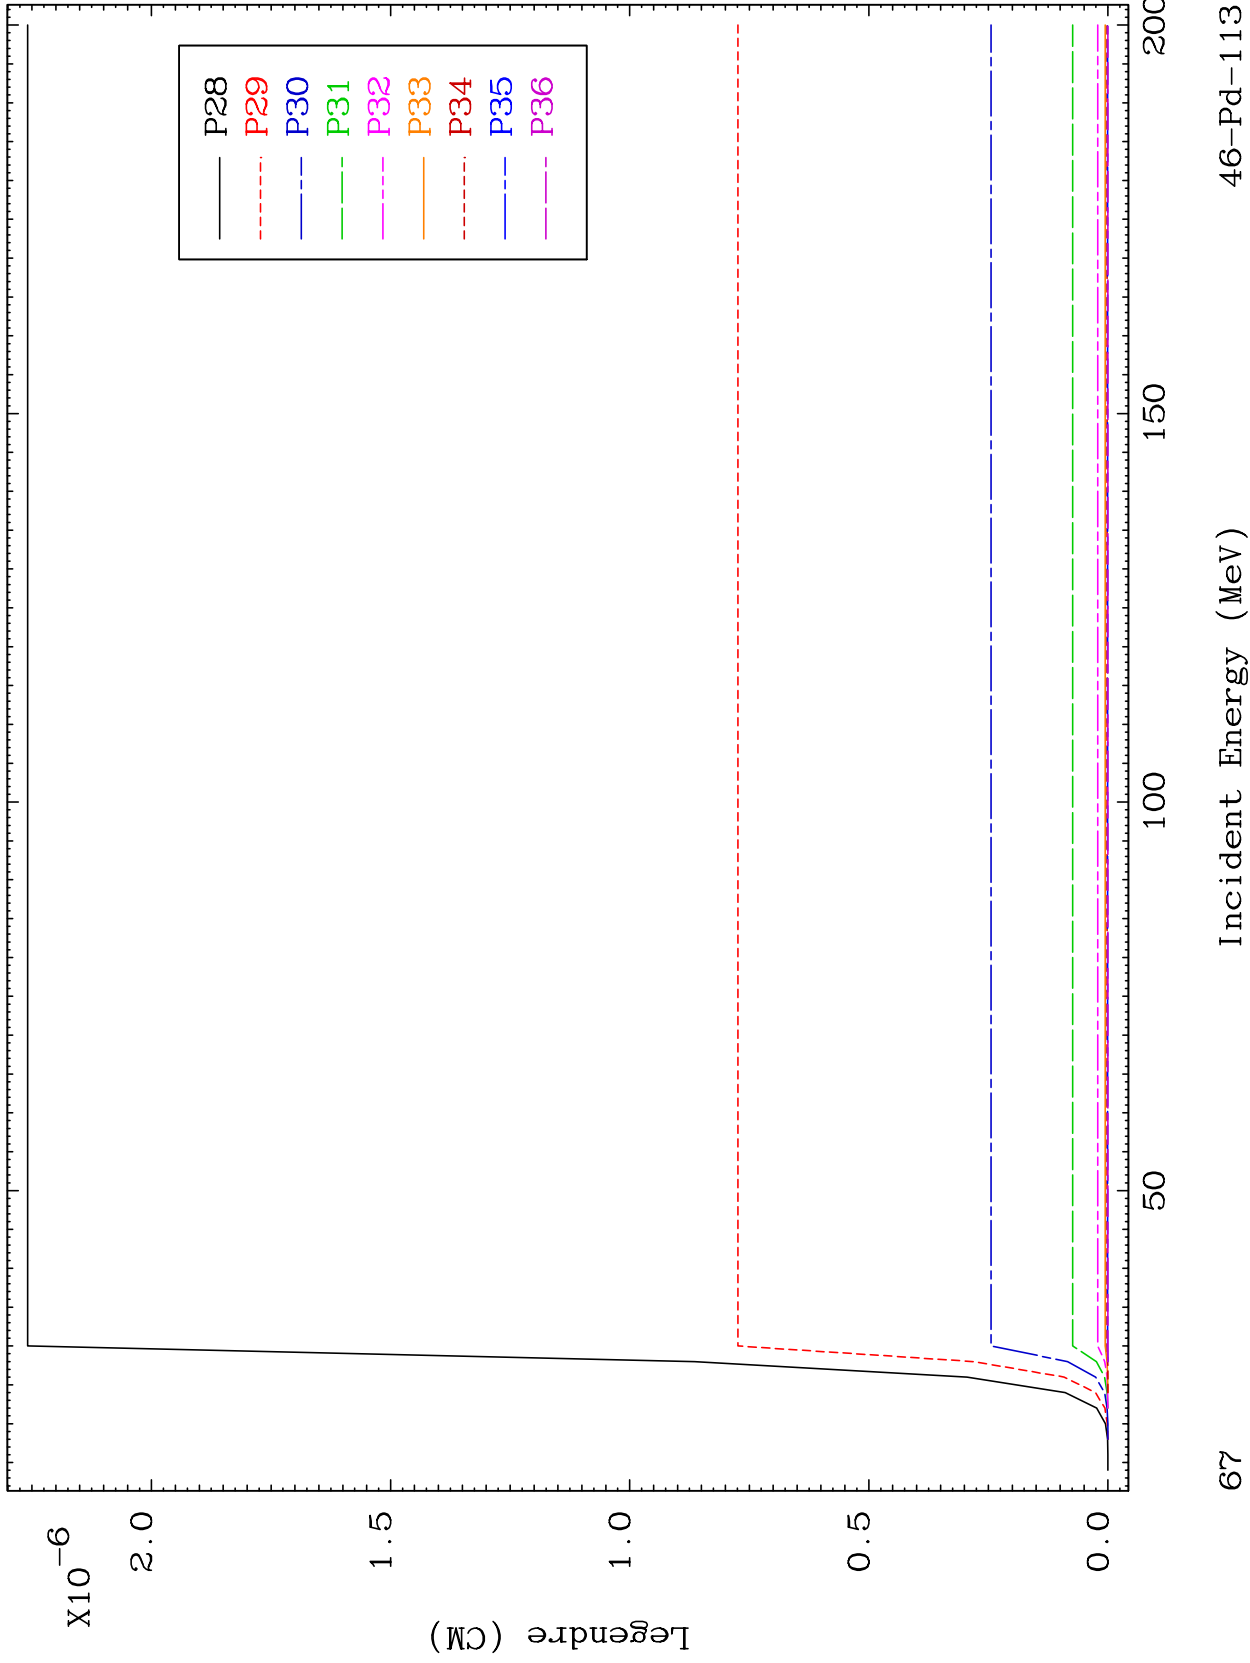 X10-6
2.0
1.5
1.0
0.5
0.0
Legendre (CM)
P28
P29
P30
P31
P32
P33
P34
P35
P36
50
100
150
200
Incident Energy (MeV)
67
46-Pd-113